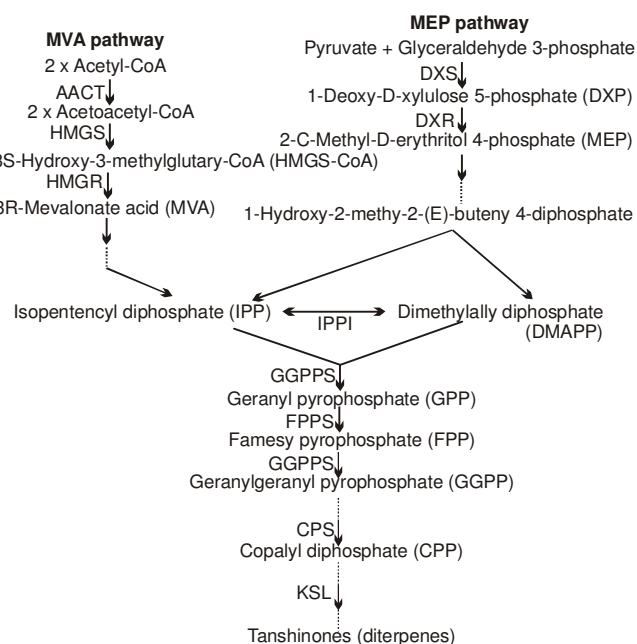 MVA pathway
2 x Acetyl-CoA
AACT
2 x Acetoacetyl-CoA
HMGS
3S-Hydroxy-3-methylglutary-CoA (HMGS-CoA)
HMGR
3R-Mevalonate acid (MVA)
MEP pathway
Pyruvate + Glyceraldehyde 3-phosphate
DXS
1-Deoxy-D-xylulose 5-phosphate (DXP)
DXR
2-C-Methyl-D-erythritol 4-phosphate (MEP)
1-Hydroxy-2-methy-2-(E)-buteny 4-diphosphate
Isopentencyl diphosphate (IPP)
IPPI
Dimethylally diphosphate
(DMAPP)
GGPPS
Geranyl pyrophosphate (GPP)
FPPS
Famesy pyrophosphate (FPP)
GGPPS
Geranylgeranyl pyrophosphate (GGPP)
CPS
Copalyl diphosphate (CPP)
KSL
Tanshinones (diterpenes)